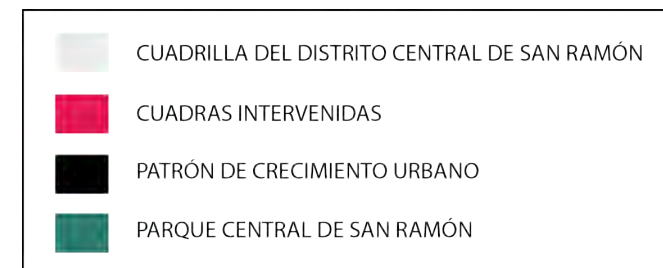 CUADRILLA DEL DISTRITO CENTRAL DE SAN RAMÓN
CUADRAS INTERVENIDAS
PATRÓN DE CRECIMIENTO URBANO
PARQUE CENTRAL DE SAN RAMÓN